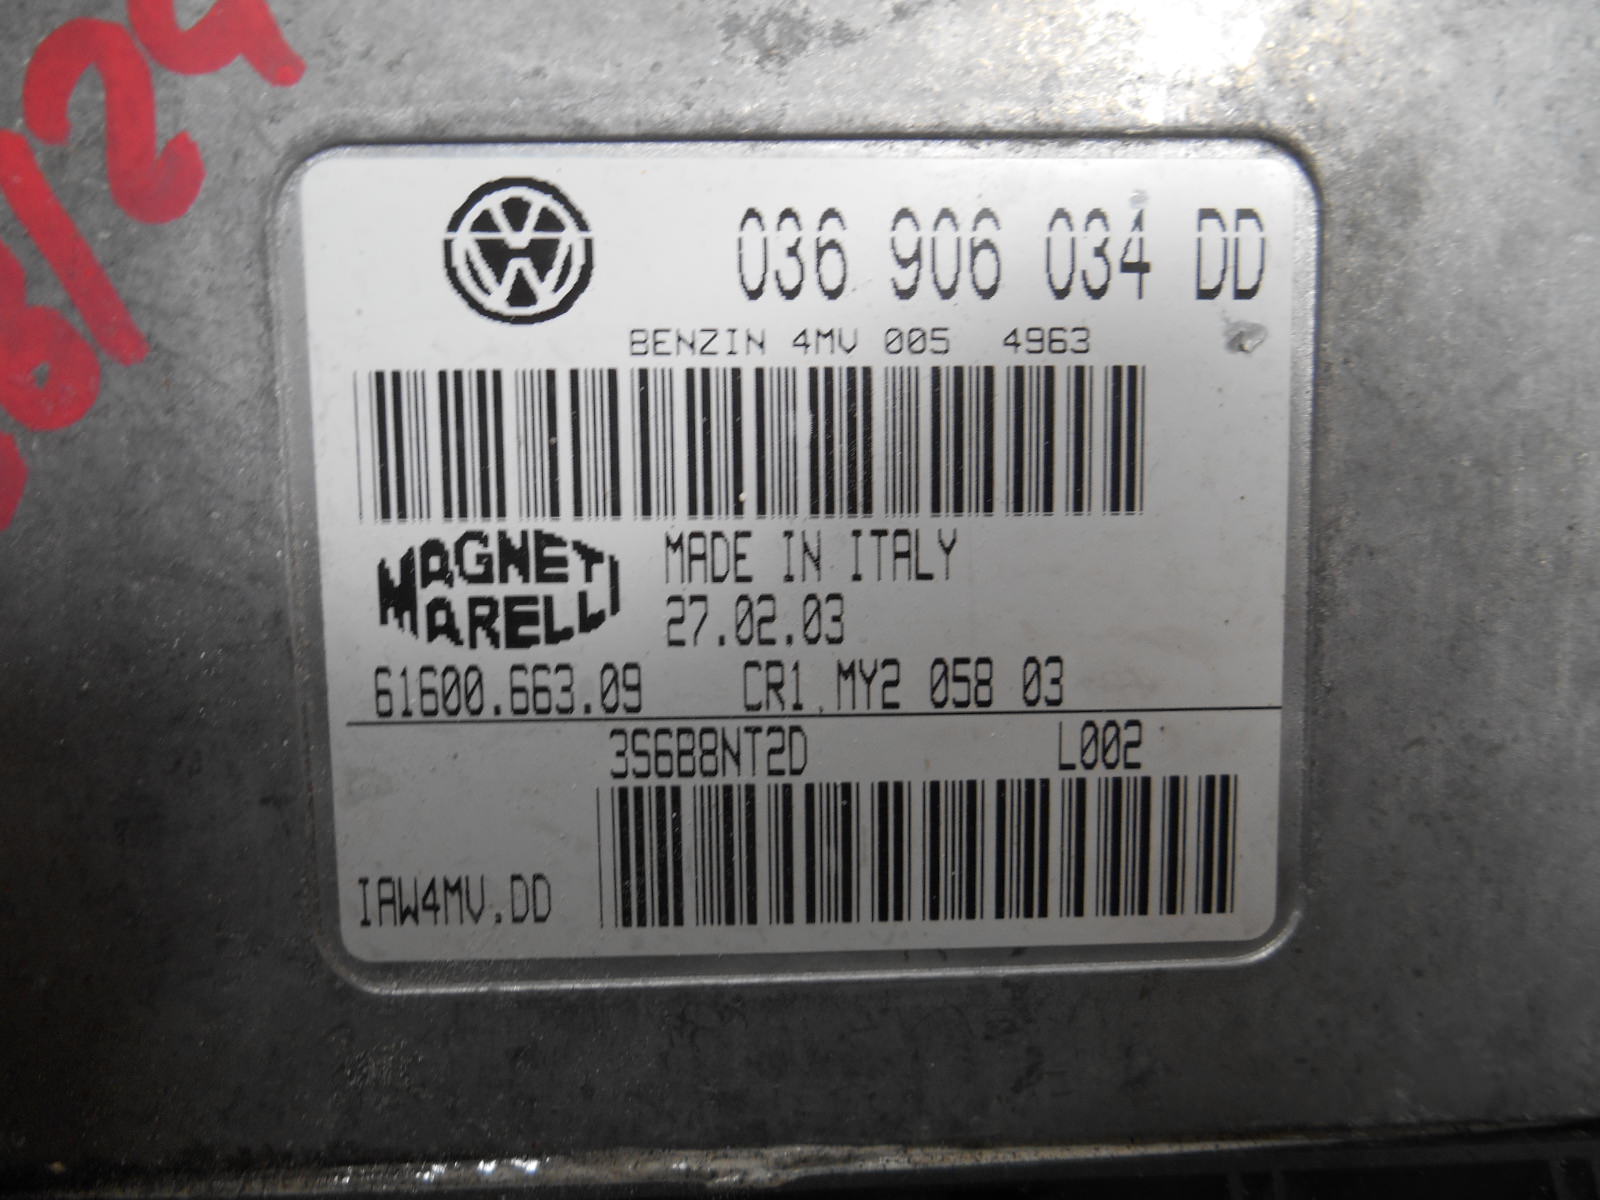 036 906 034 DD
BENZIN 4MV 005 4963
MAGNETI MARELLI
MADE IN ITALY
27.02.03
61600.663.09 CR1.MY2 058 03
3S6B8NT2D L002
IAW4MV.DD